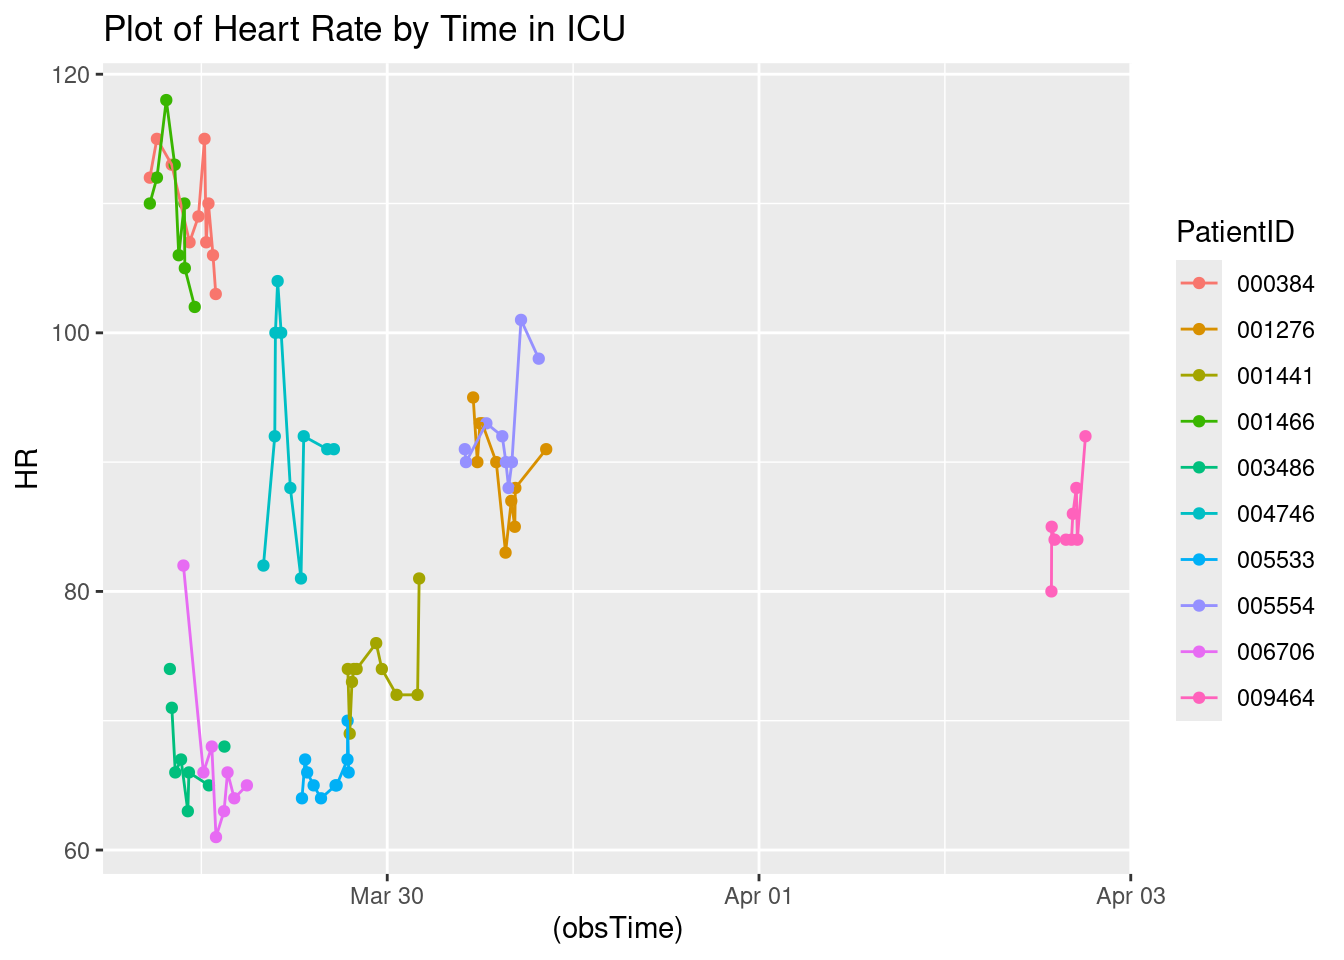 Plot of Heart Rate by Time in ICU
120
100
80
60
HR
Mar 30
Apr 01
Apr 03
(obsTime)
PatientID
000384
001276
001441
001466
003486
004746
005533
005554
006706
009464